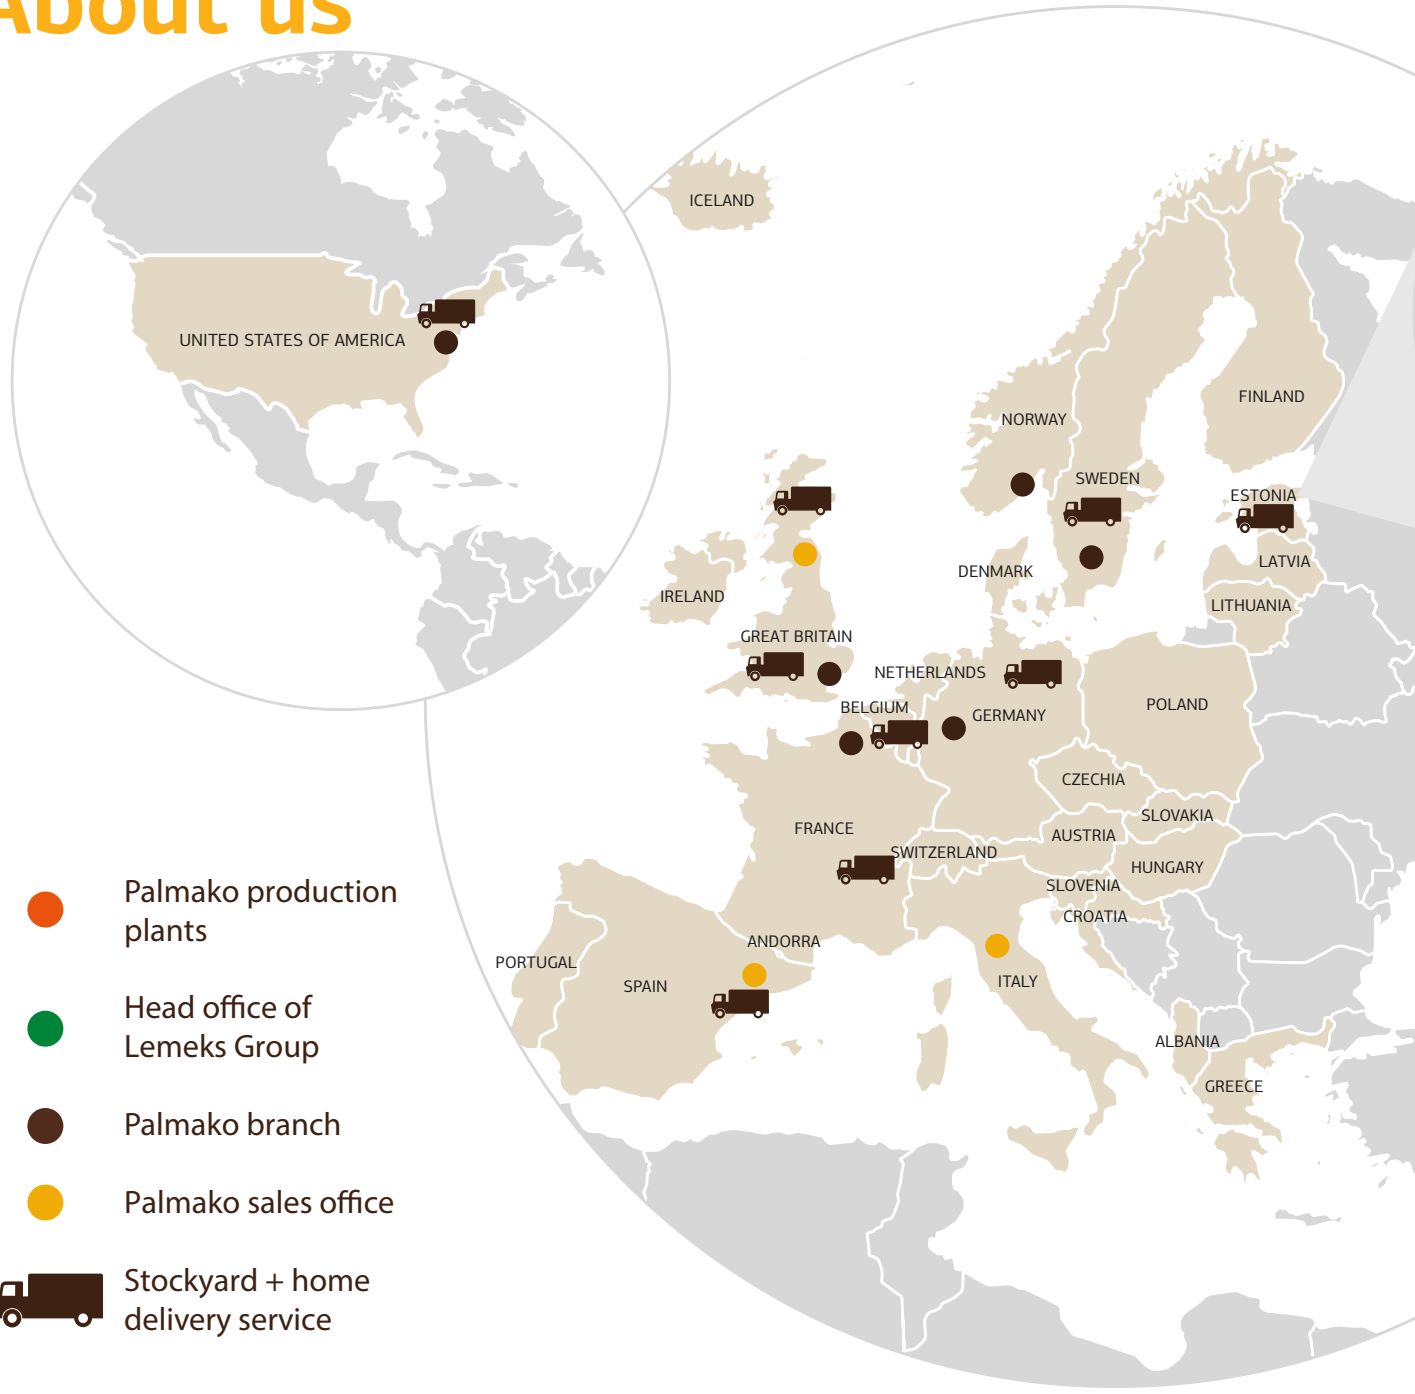 About us
ICELAND
UNITED STATES OF AMERICA
FINLAND
NORWAY
SWEDEN
ESTONIA
LATVIA
DENMARK
IRELAND
LITHUANIA
GREAT BRITAIN
NETHERLANDS
BELGIUM
GERMANY
POLAND
CZECHIA
SLOVAKIA
FRANCE
AUSTRIA
SWITZERLAND
HUNGARY
SLOVENIA
CROATIA
ANDORRA
PORTUGAL
SPAIN
ITALY
ALBANIA
GREECE
Palmako production
plants
Head office of
Lemeks Group
Palmako branch
Palmako sales office
Stockyard + home
delivery service